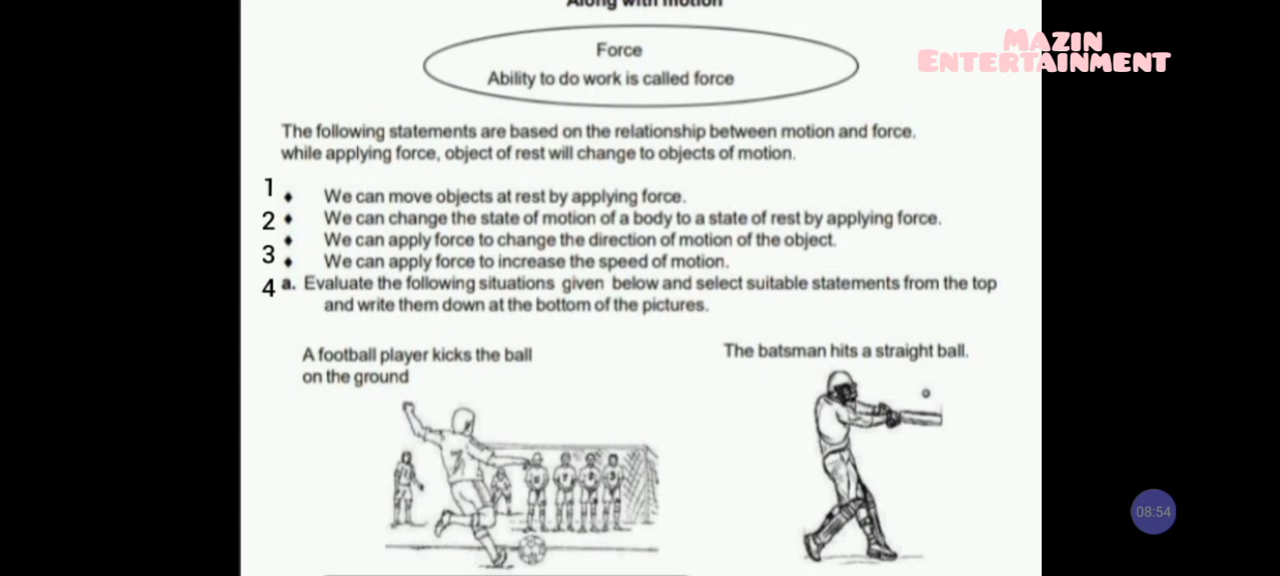 Along with motion
MAZIN
ENTERTAINMENT
Force
Ability to do work is called force
The following statements are based on the relationship between motion and force.
while applying force, object of rest will change to objects of motion.
1 ♦ We can move objects at rest by applying force.
2 ♦ We can change the state of motion of a body to a state of rest by applying force.
♦ We can apply force to change the direction of motion of the object.
3 ♦ We can apply force to increase the speed of motion.
4 a. Evaluate the following situations given below and select suitable statements from the top
and write them down at the bottom of the pictures.
A football player kicks the ball
on the ground
The batsman hits a straight ball.
7
08:54